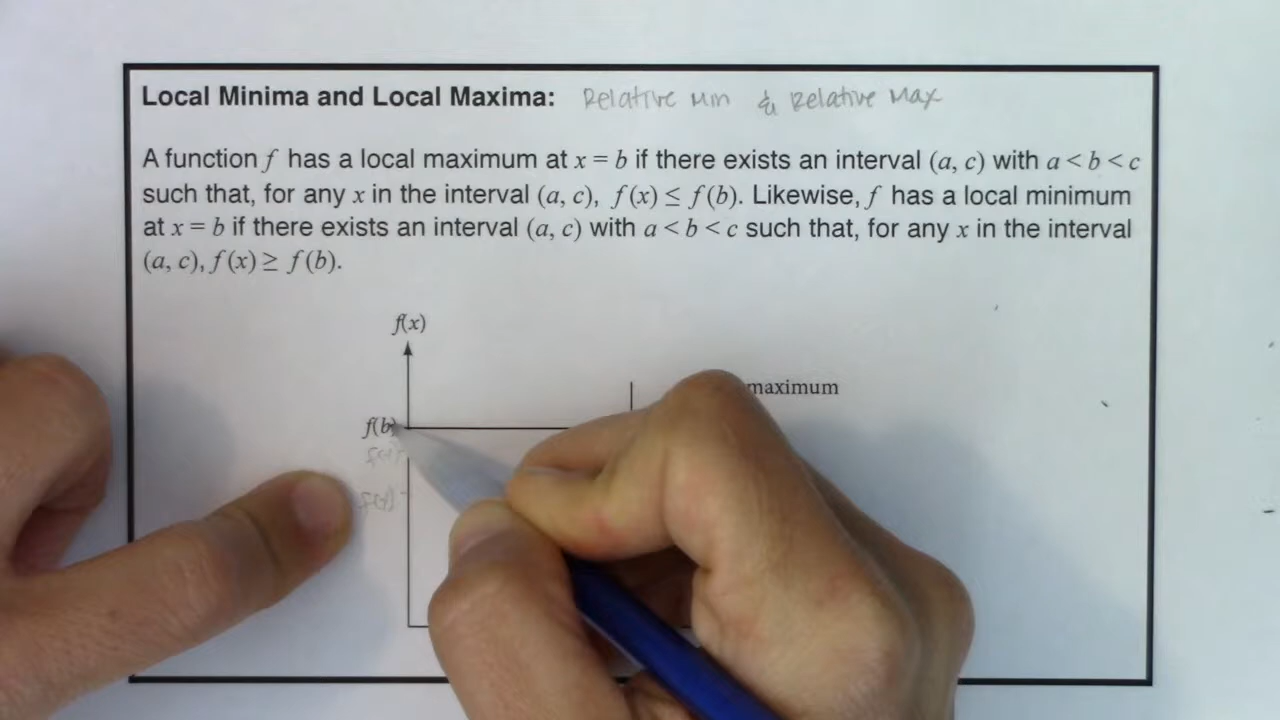 Local Minima and Local Maxima: Relative Min & Relative Max
A function f has a local maximum at x = b if there exists an interval (a, c) with a < b < c
such that, for any x in the interval (a, c), f(x) ≤ f(b). Likewise, f has a local minimum
at x = b if there exists an interval (a, c) with a < b < c such that, for any x in the interval
(a, c), f(x) ≥ f(b).
f(x)
maximum
f(b)